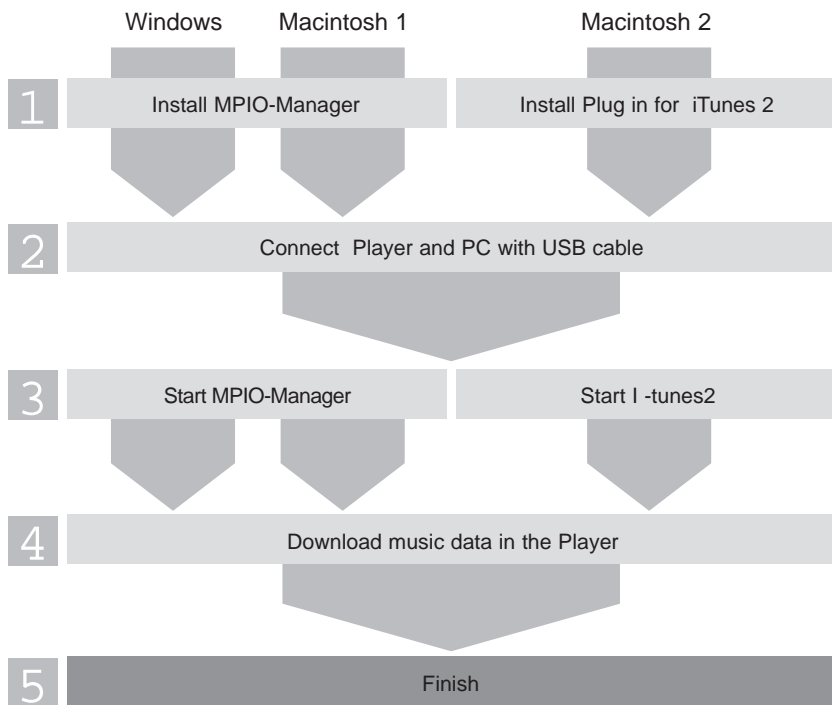 Windows Macintosh 1 Macintosh 2
1 Install MPIO-Manager Install Plug in for iTunes 2
2 Connect Player and PC with USB cable
3 Start MPIO-Manager Start I -tunes2
4 Download music data in the Player
5 Finish